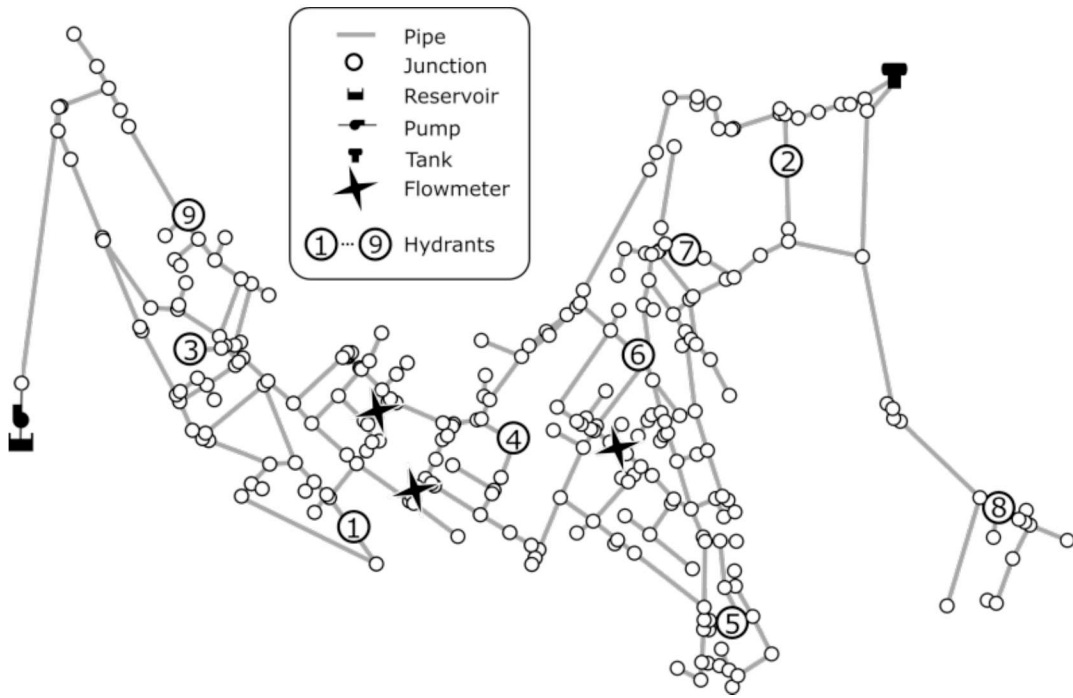 Pipe
Junction
Reservoir
Pump
Tank
Flowmeter
1 ... 9 Hydrants
2
9
7
3
6
4
8
1
5